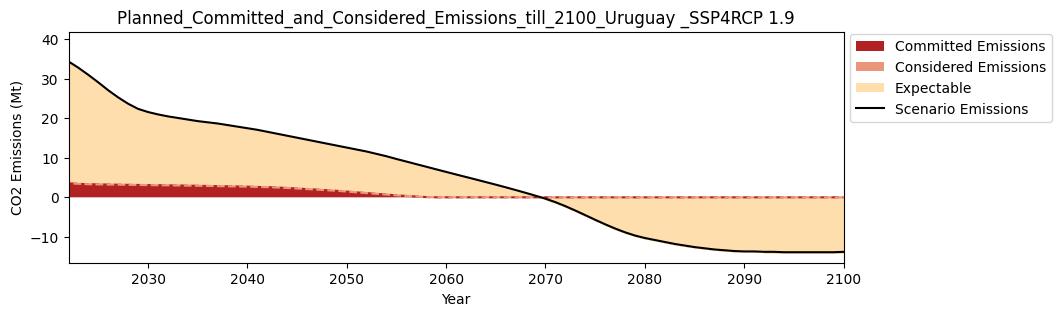 Planned_Committed_and_Considered_Emissions_till_2100_Uruguay _SSP4RCP 1.9
40
30
20
10
0
−10
CO2 Emissions (Mt)
2030 2040 2050 2060 2070 2080 2090 2100
Year
Committed Emissions
Considered Emissions
Expectable
Scenario Emissions